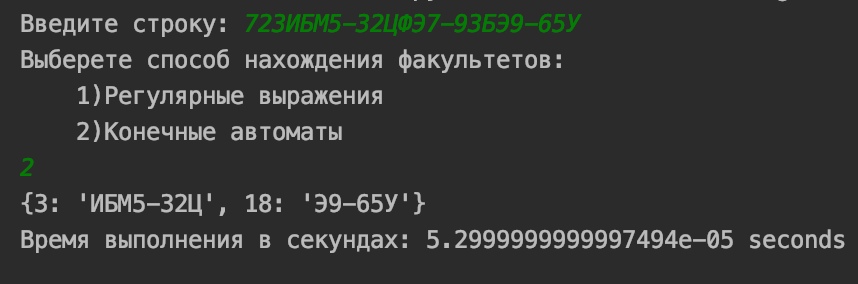 Введите строку: 723ИБМ5-32ЦФЭ7-93БЭ9-65У
Выберете способ нахождения факультетов:
1)Регулярные выражения
2)Конечные автоматы
2
{3: 'ИБМ5-32Ц', 18: 'Э9-65У'}
Время выполнения в секундах: 5.2999999999997494e-05 seconds